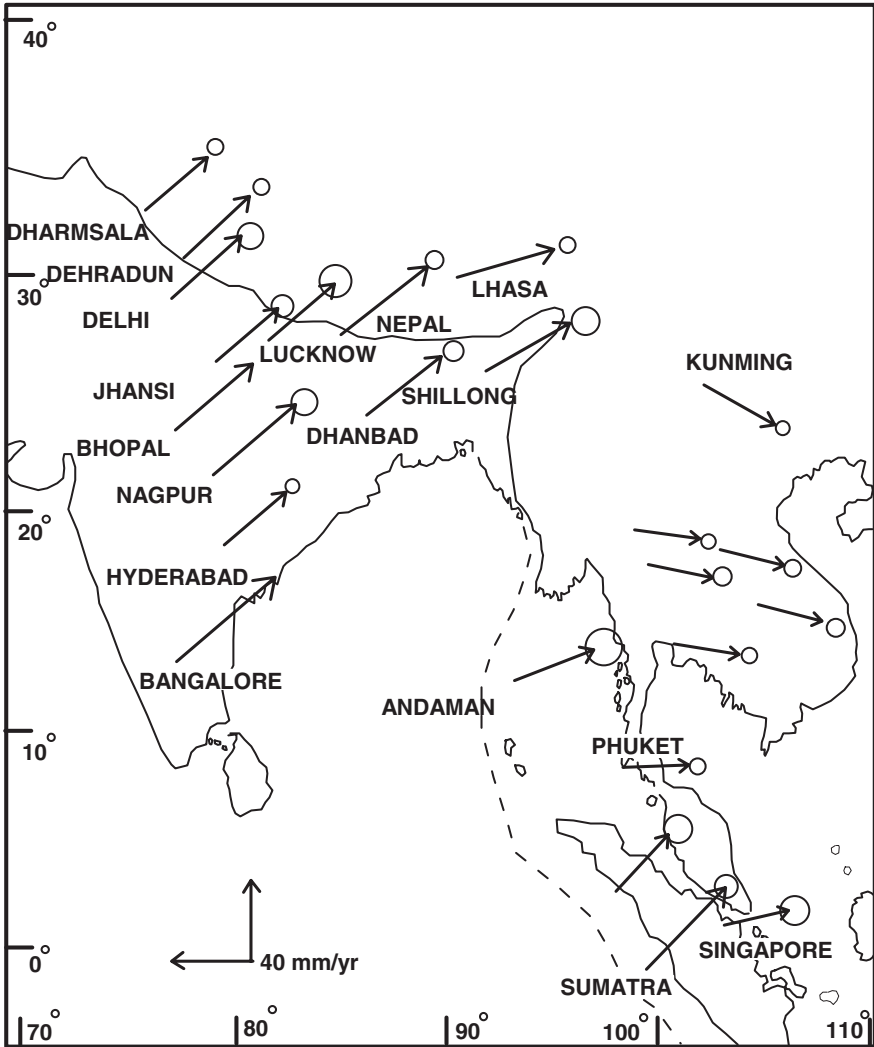 40°
DHARMSALA
DEHRADUN
30°
LHASA
DELHI
NEPAL
LUCKNOW
KUNMING
JHANSI
SHILLONG
DHANBAD
BHOPAL
NAGPUR
20°
HYDERABAD
BANGALORE
ANDAMAN
10°
PHUKET
0°
40 mm/yr
SINGAPORE
SUMATRA
70° 80° 90° 100° 110°